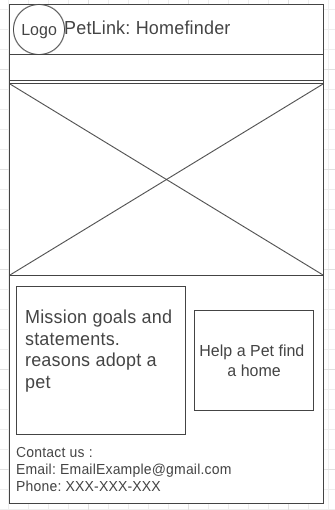 Logo
PetLink: Homefinder
Mission goals and
statements.
reasons adopt a
pet
Help a Pet find
a home
Contact us :
Email: EmailExample@gmail.com
Phone: XXX-XXX-XXX